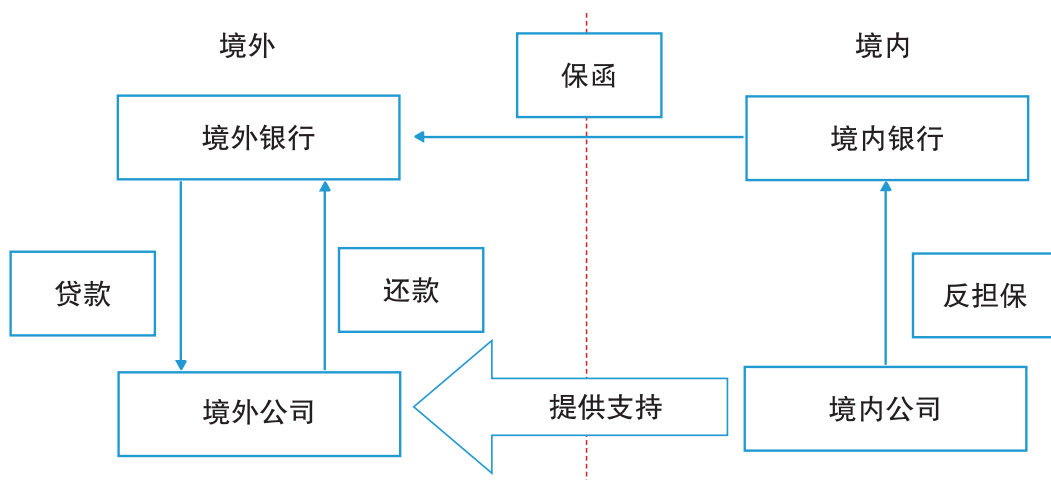 境外
境内
保函
境外银行
境内银行
贷款
还款
反担保
境外公司
提供支持
境内公司